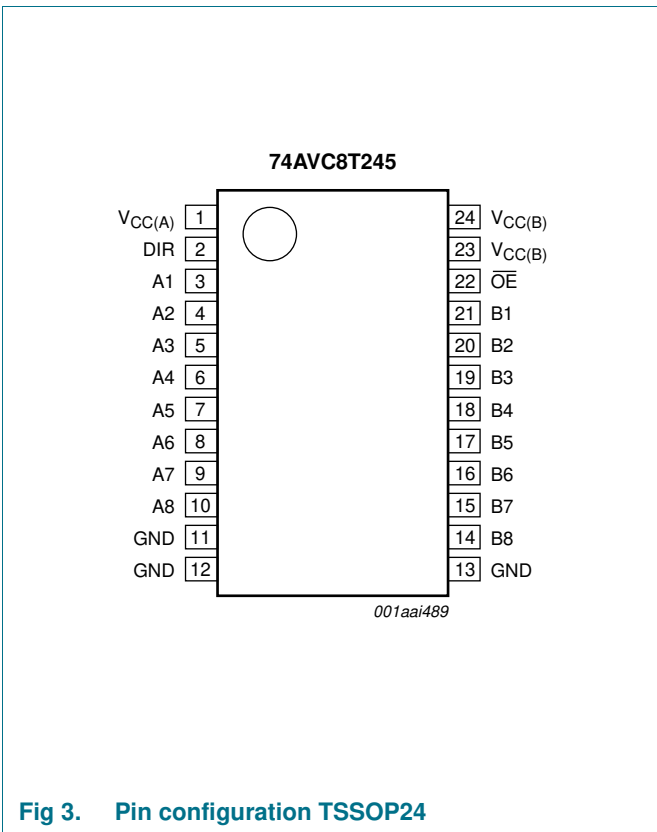 74AVC8T245
VCC(A) 1 24 VCC(B)
DIR 2 23 VCC(B)
A1 3 22 O̅E̅
A2 4 21 B1
A3 5 20 B2
A4 6 19 B3
A5 7 18 B4
A6 8 17 B5
A7 9 16 B6
A8 10 15 B7
GND 11 14 B8
GND 12 13 GND
001aai489
Fig 3. Pin configuration TSSOP24